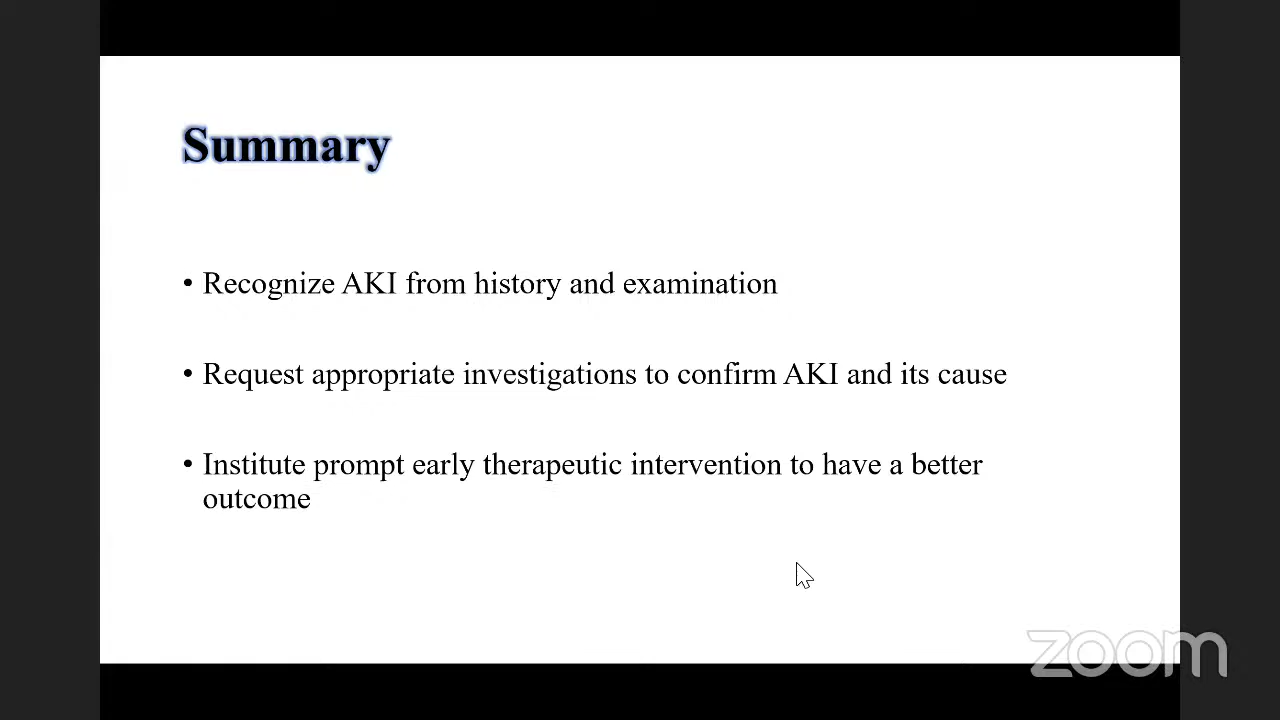 Summary
• Recognize AKI from history and examination
• Request appropriate investigations to confirm AKI and its cause
• Institute prompt early therapeutic intervention to have a better
outcome
zoom